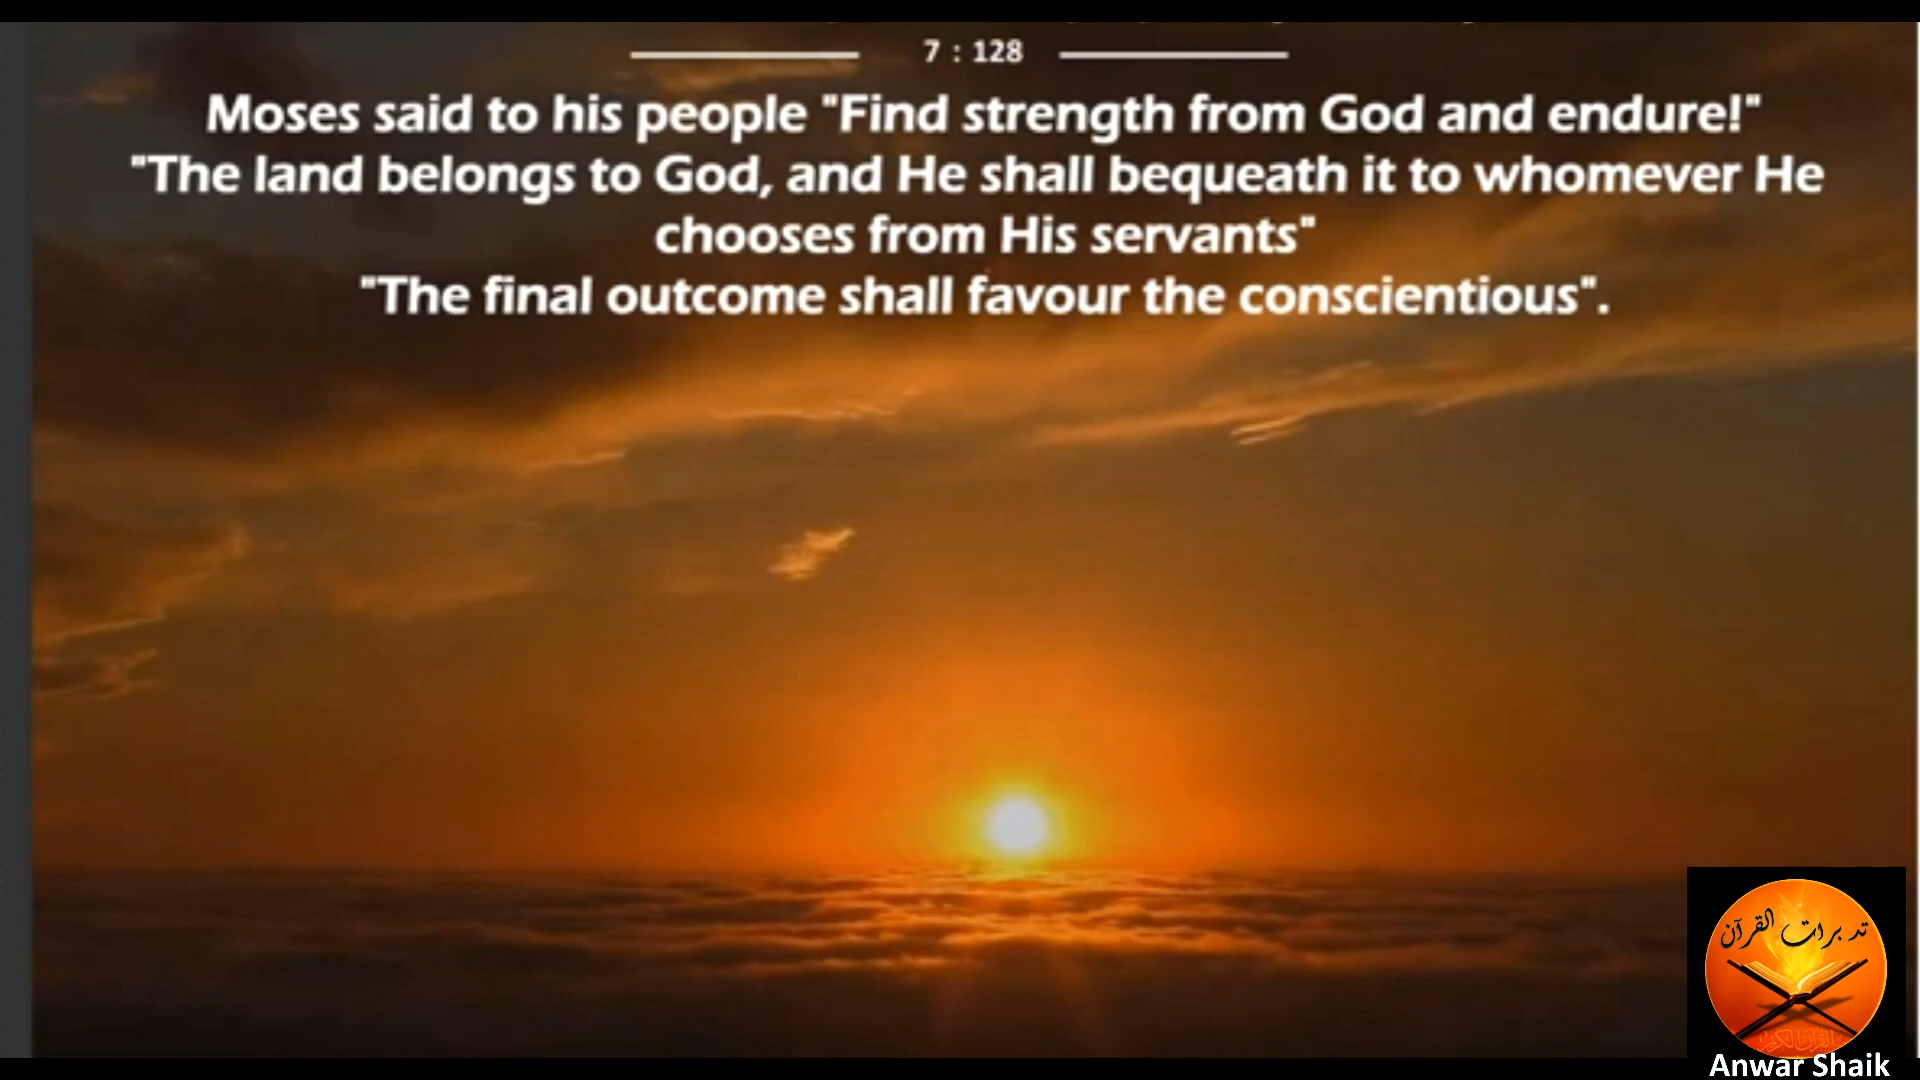 7 : 128
Moses said to his people "Find strength from God and endure!"
"The land belongs to God, and He shall bequeath it to whomever He
chooses from His servants"
"The final outcome shall favour the conscientious".
تدبرات القرآن
Anwar Shaik